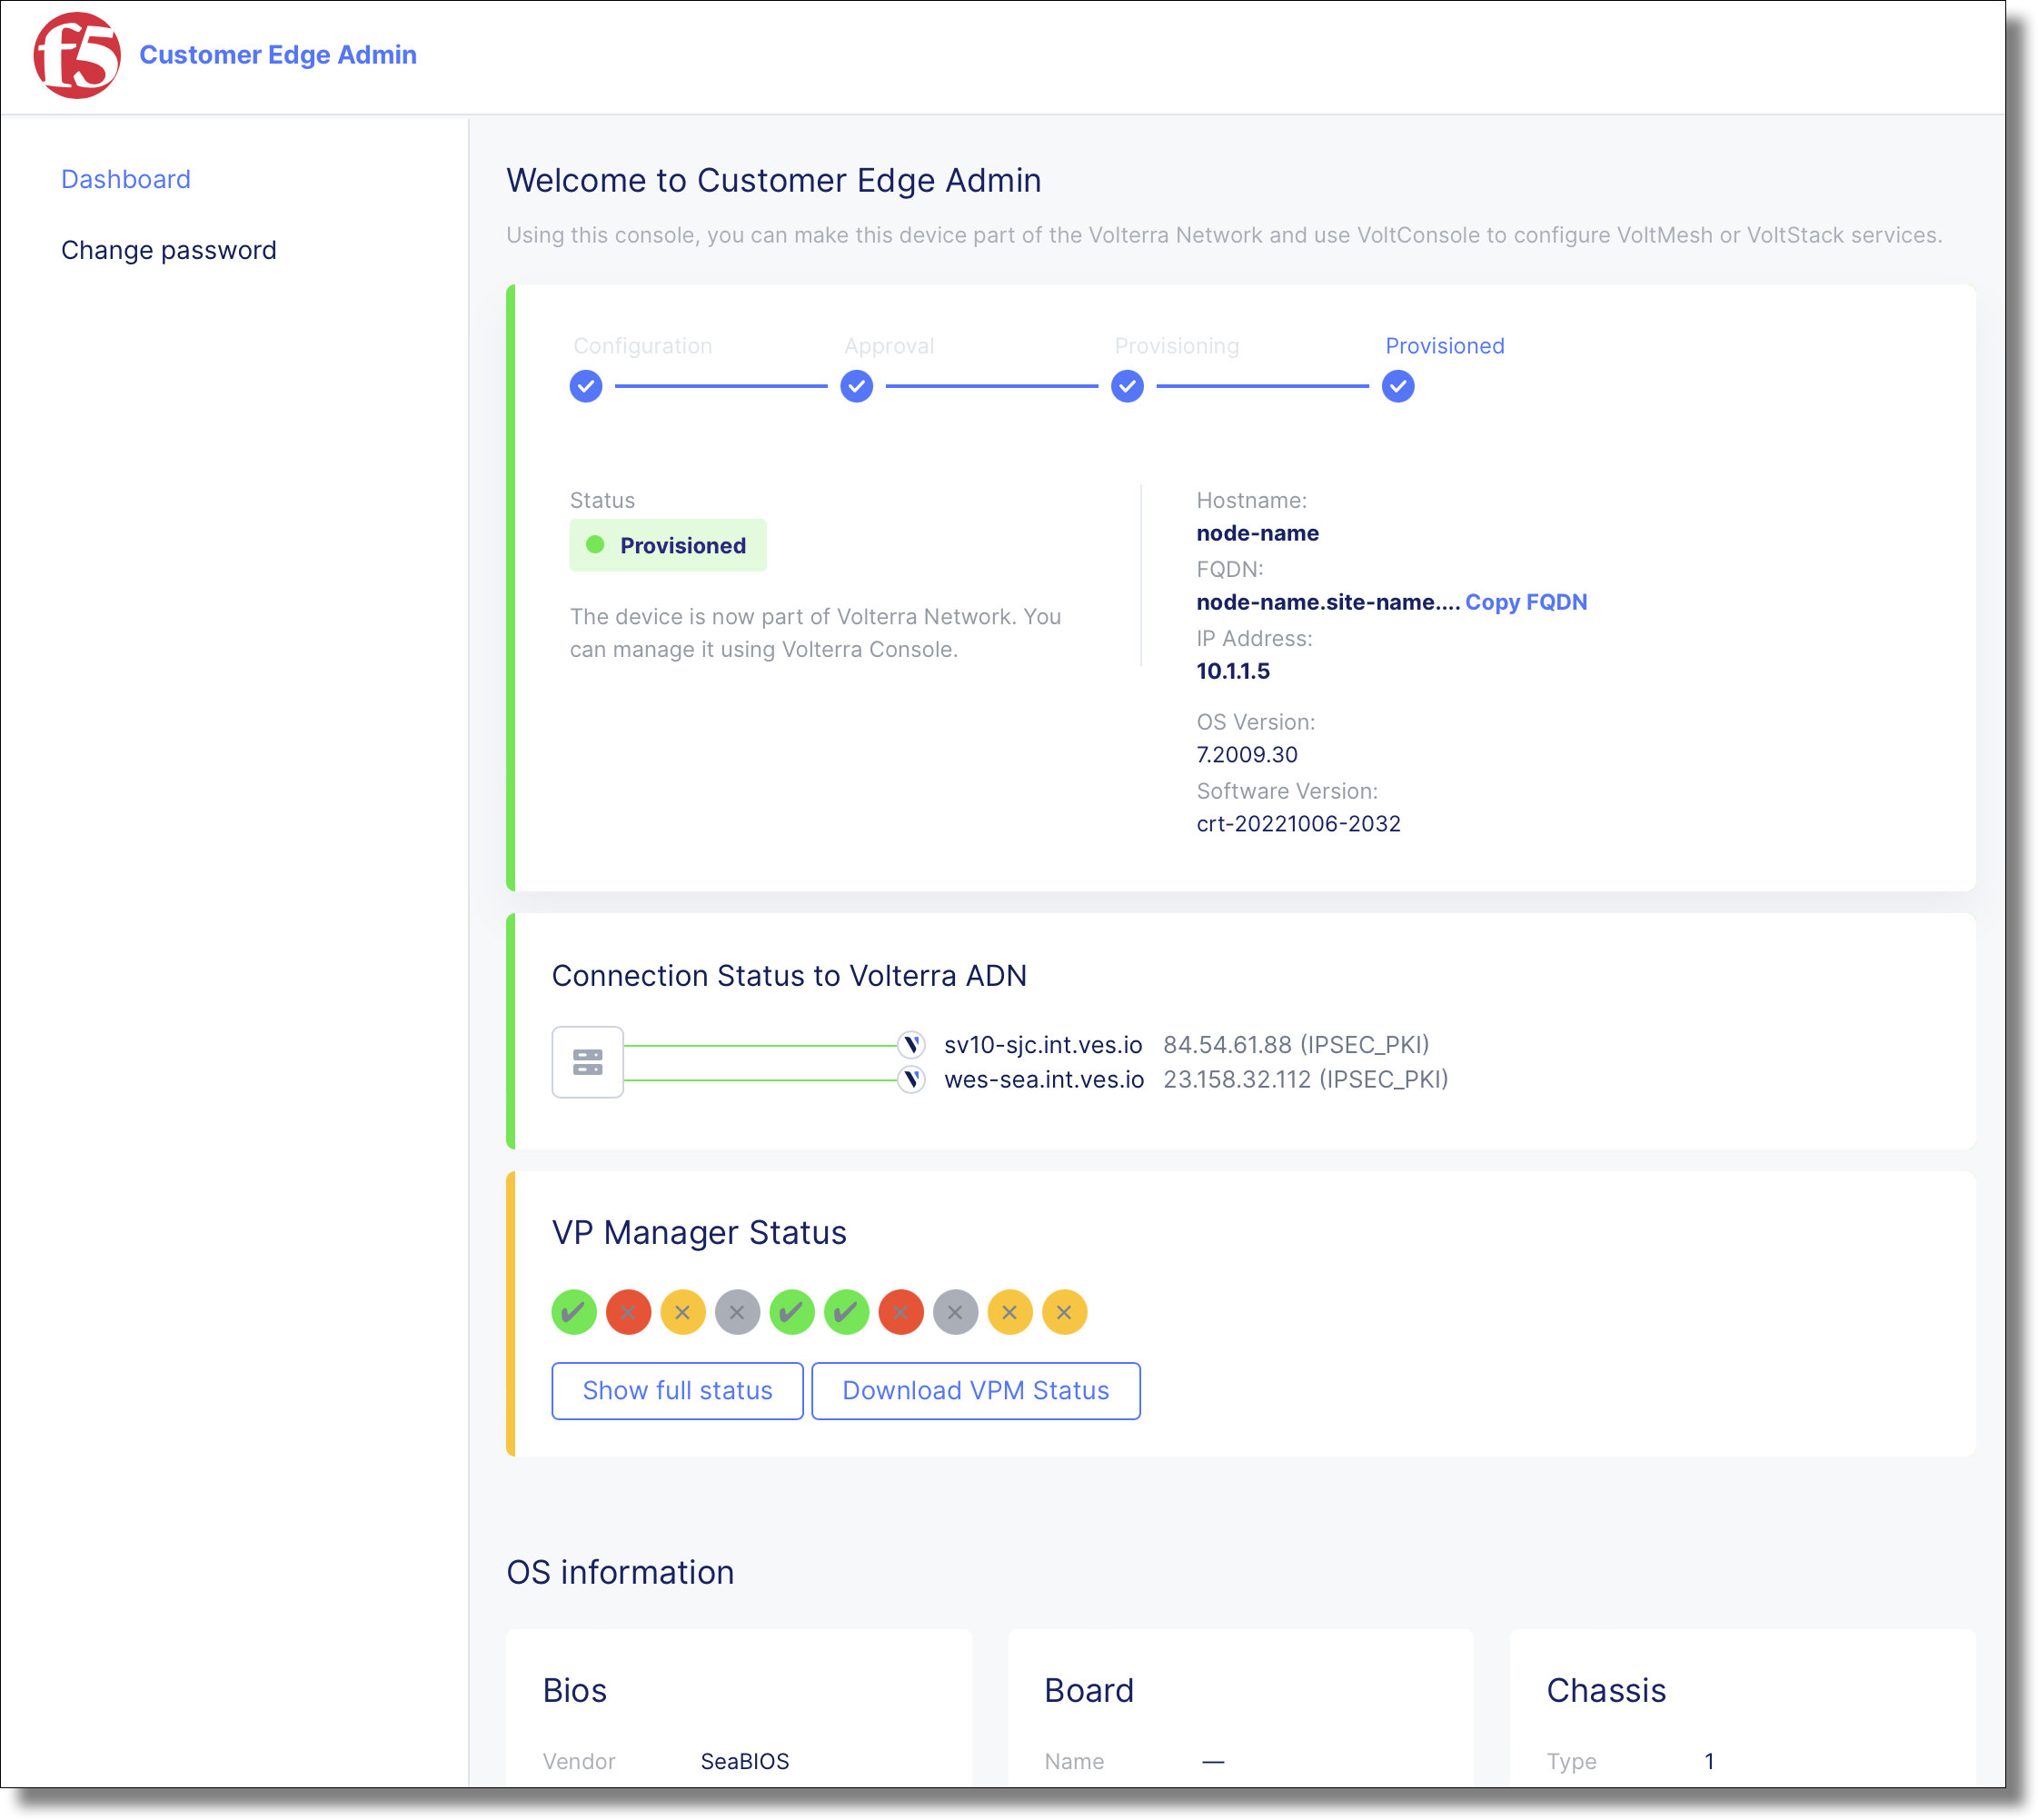 f5 Customer Edge Admin
Dashboard
Change password
Welcome to Customer Edge Admin
Using this console, you can make this device part of the Volterra Network and use VoltConsole to configure VoltMesh or VoltStack services.
Configuration Approval Provisioning Provisioned
Status
Provisioned
The device is now part of Volterra Network. You
can manage it using Volterra Console.
Hostname:
node-name
FQDN:
node-name.site-name.... Copy FQDN
IP Address:
10.1.1.5
OS Version:
7.2009.30
Software Version:
crt-20221006-2032
Connection Status to Volterra ADN
sv10-sjc.int.ves.io 84.54.61.88 (IPSEC_PKI)
wes-sea.int.ves.io 23.158.32.112 (IPSEC_PKI)
VP Manager Status
Show full status Download VPM Status
OS information
Bios
Vendor SeaBIOS
Board
Name —
Chassis
Type 1